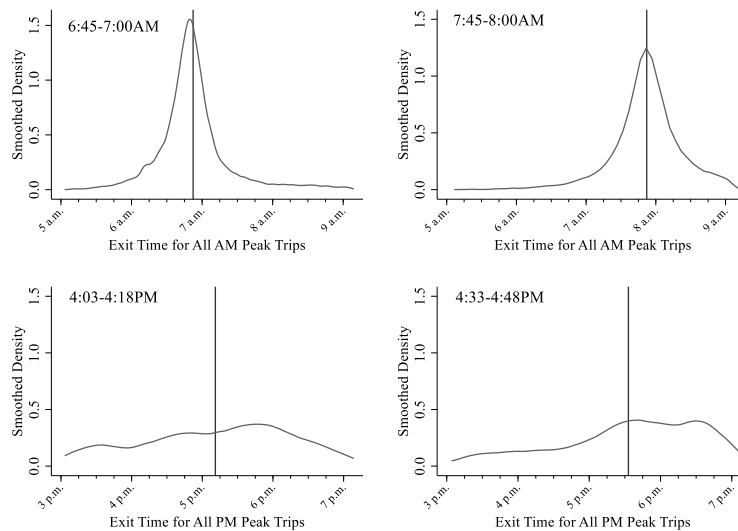 6:45-7:00AM
Smoothed Density
0.0 0.5 1.0 1.5
5 a.m. 6 a.m. 7 a.m. 8 a.m. 9 a.m.
Exit Time for All AM Peak Trips
7:45-8:00AM
Smoothed Density
0.0 0.5 1.0 1.5
5 a.m. 6 a.m. 7 a.m. 8 a.m. 9 a.m.
Exit Time for All AM Peak Trips
4:03-4:18PM
Smoothed Density
0.0 0.5 1.0 1.5
3 p.m. 4 p.m. 5 p.m. 6 p.m. 7 p.m.
Exit Time for All PM Peak Trips
4:33-4:48PM
Smoothed Density
0.0 0.5 1.0 1.5
3 p.m. 4 p.m. 5 p.m. 6 p.m. 7 p.m.
Exit Time for All PM Peak Trips